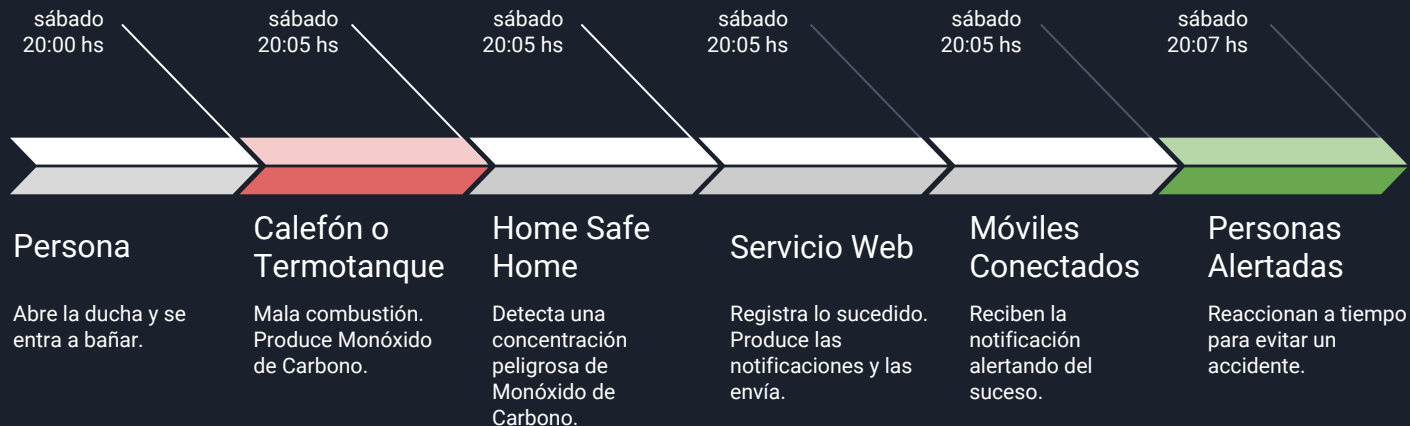 sábado
20:00 hs
sábado
20:05 hs
sábado
20:05 hs
sábado
20:05 hs
sábado
20:05 hs
sábado
20:07 hs
Persona
Abre la ducha y se
entra a bañar.
Calefón o
Termotanque
Mala combustión.
Produce Monóxido
de Carbono.
Home Safe
Home
Detecta una
concentración
peligrosa de
Monóxido de
Carbono.
Servicio Web
Registra lo sucedido.
Produce las
notificaciones y las
envía.
Móviles
Conectados
Reciben la
notificación
alertando del
suceso.
Personas
Alertadas
Reaccionan a tiempo
para evitar un
accidente.